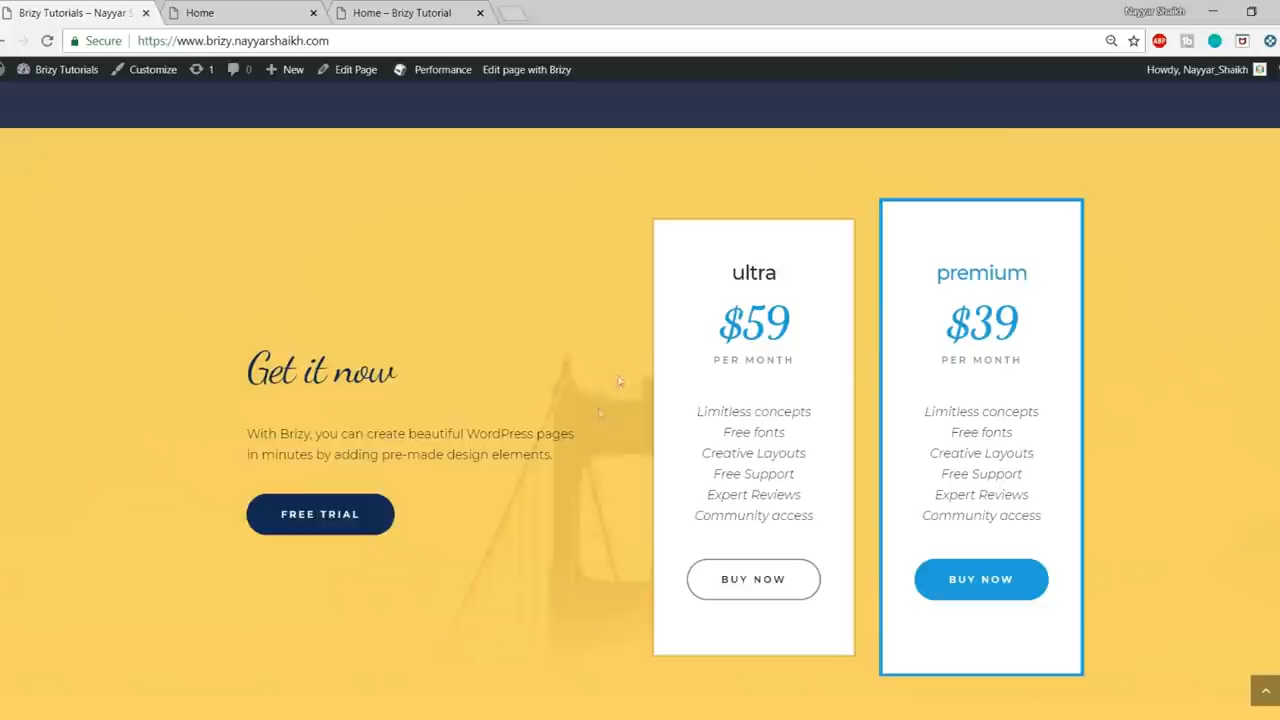 Brizy Tutorials – Nayyar S
Home
Home – Brizy Tutorial
Nayyar Shaikh
Secure
https://www.brizy.nayyarshaikh.com
ABP
Brizy Tutorials
Customize
1
0
New
Edit Page
Performance
Edit page with Brizy
Howdy, Nayyar_Shaikh
Get it now
With Brizy, you can create beautiful WordPress pages
in minutes by adding pre-made design elements.
FREE TRIAL
ultra
$59
PER MONTH
Limitless concepts
Free fonts
Creative Layouts
Free Support
Expert Reviews
Community access
BUY NOW
premium
$39
PER MONTH
Limitless concepts
Free fonts
Creative Layouts
Free Support
Expert Reviews
Community access
BUY NOW